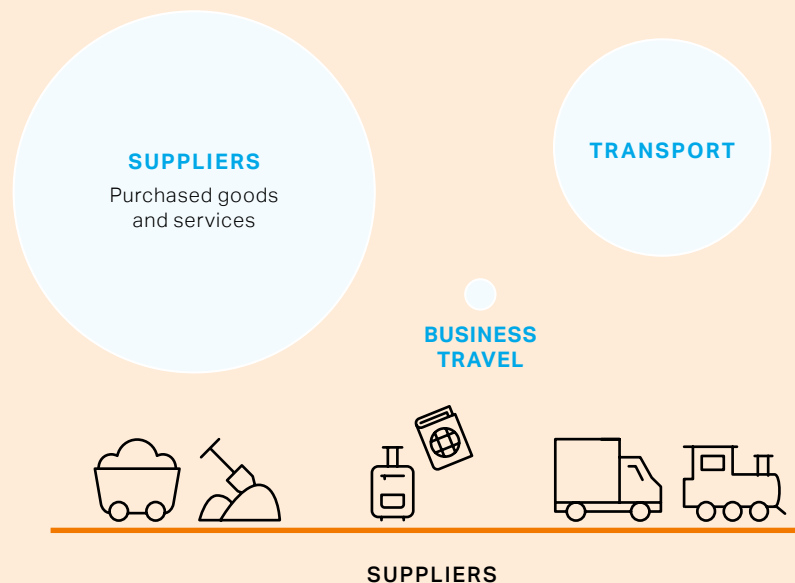 SUPPLIERS
Purchased goods
and services
TRANSPORT
BUSINESS
TRAVEL
SUPPLIERS